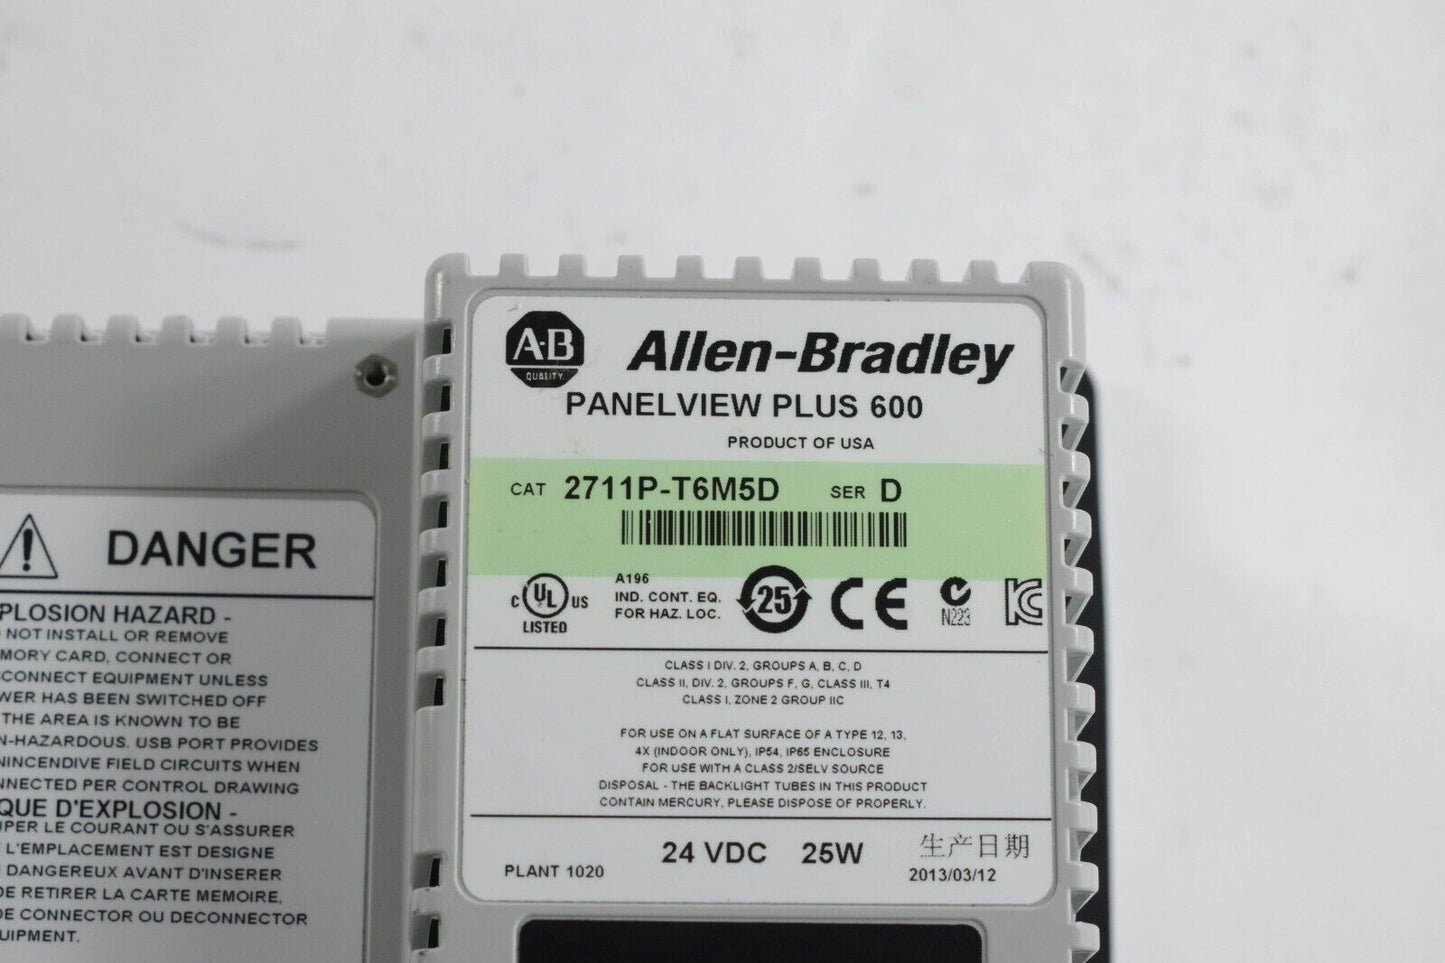 A-B
QUALITY
Allen-Bradley
PANELVIEW PLUS 600
PRODUCT OF USA
CAT 2711P-T6M5D SER D
C UL US
LISTED
A196
IND. CONT. EQ.
FOR HAZ. LOC.
25
CE
N223
KC
CLASS I DIV. 2, GROUPS A, B, C, D
CLASS II, DIV. 2, GROUPS F, G, CLASS III, T4
CLASS I, ZONE 2 GROUP IIC
FOR USE ON A FLAT SURFACE OF A TYPE 12, 13,
4X (INDOOR ONLY), IP54, IP65 ENCLOSURE
FOR USE WITH A CLASS 2/SELV SOURCE
DISPOSAL - THE BACKLIGHT TUBES IN THIS PRODUCT
CONTAIN MERCURY, PLEASE DISPOSE OF PROPERLY.
PLANT 1020
24 VDC 25W
生产日期
2013/03/12
DANGER
PLOSION HAZARD -
NOT INSTALL OR REMOVE
MORY CARD, CONNECT OR
CONNECT EQUIPMENT UNLESS
WER HAS BEEN SWITCHED OFF
THE AREA IS KNOWN TO BE
N-HAZARDOUS. USB PORT PROVIDES
NINCENDIVE FIELD CIRCUITS WHEN
NNECTED PER CONTROL DRAWING
QUE D'EXPLOSION -
UPER LE COURANT OU S'ASSURER
L'EMPLACEMENT EST DESIGNE
DANGEREUX AVANT D'INSERER
DE RETIRER LA CARTE MEMOIRE,
DE CONNECTOR OU DECONNECTOR
UIPMENT.